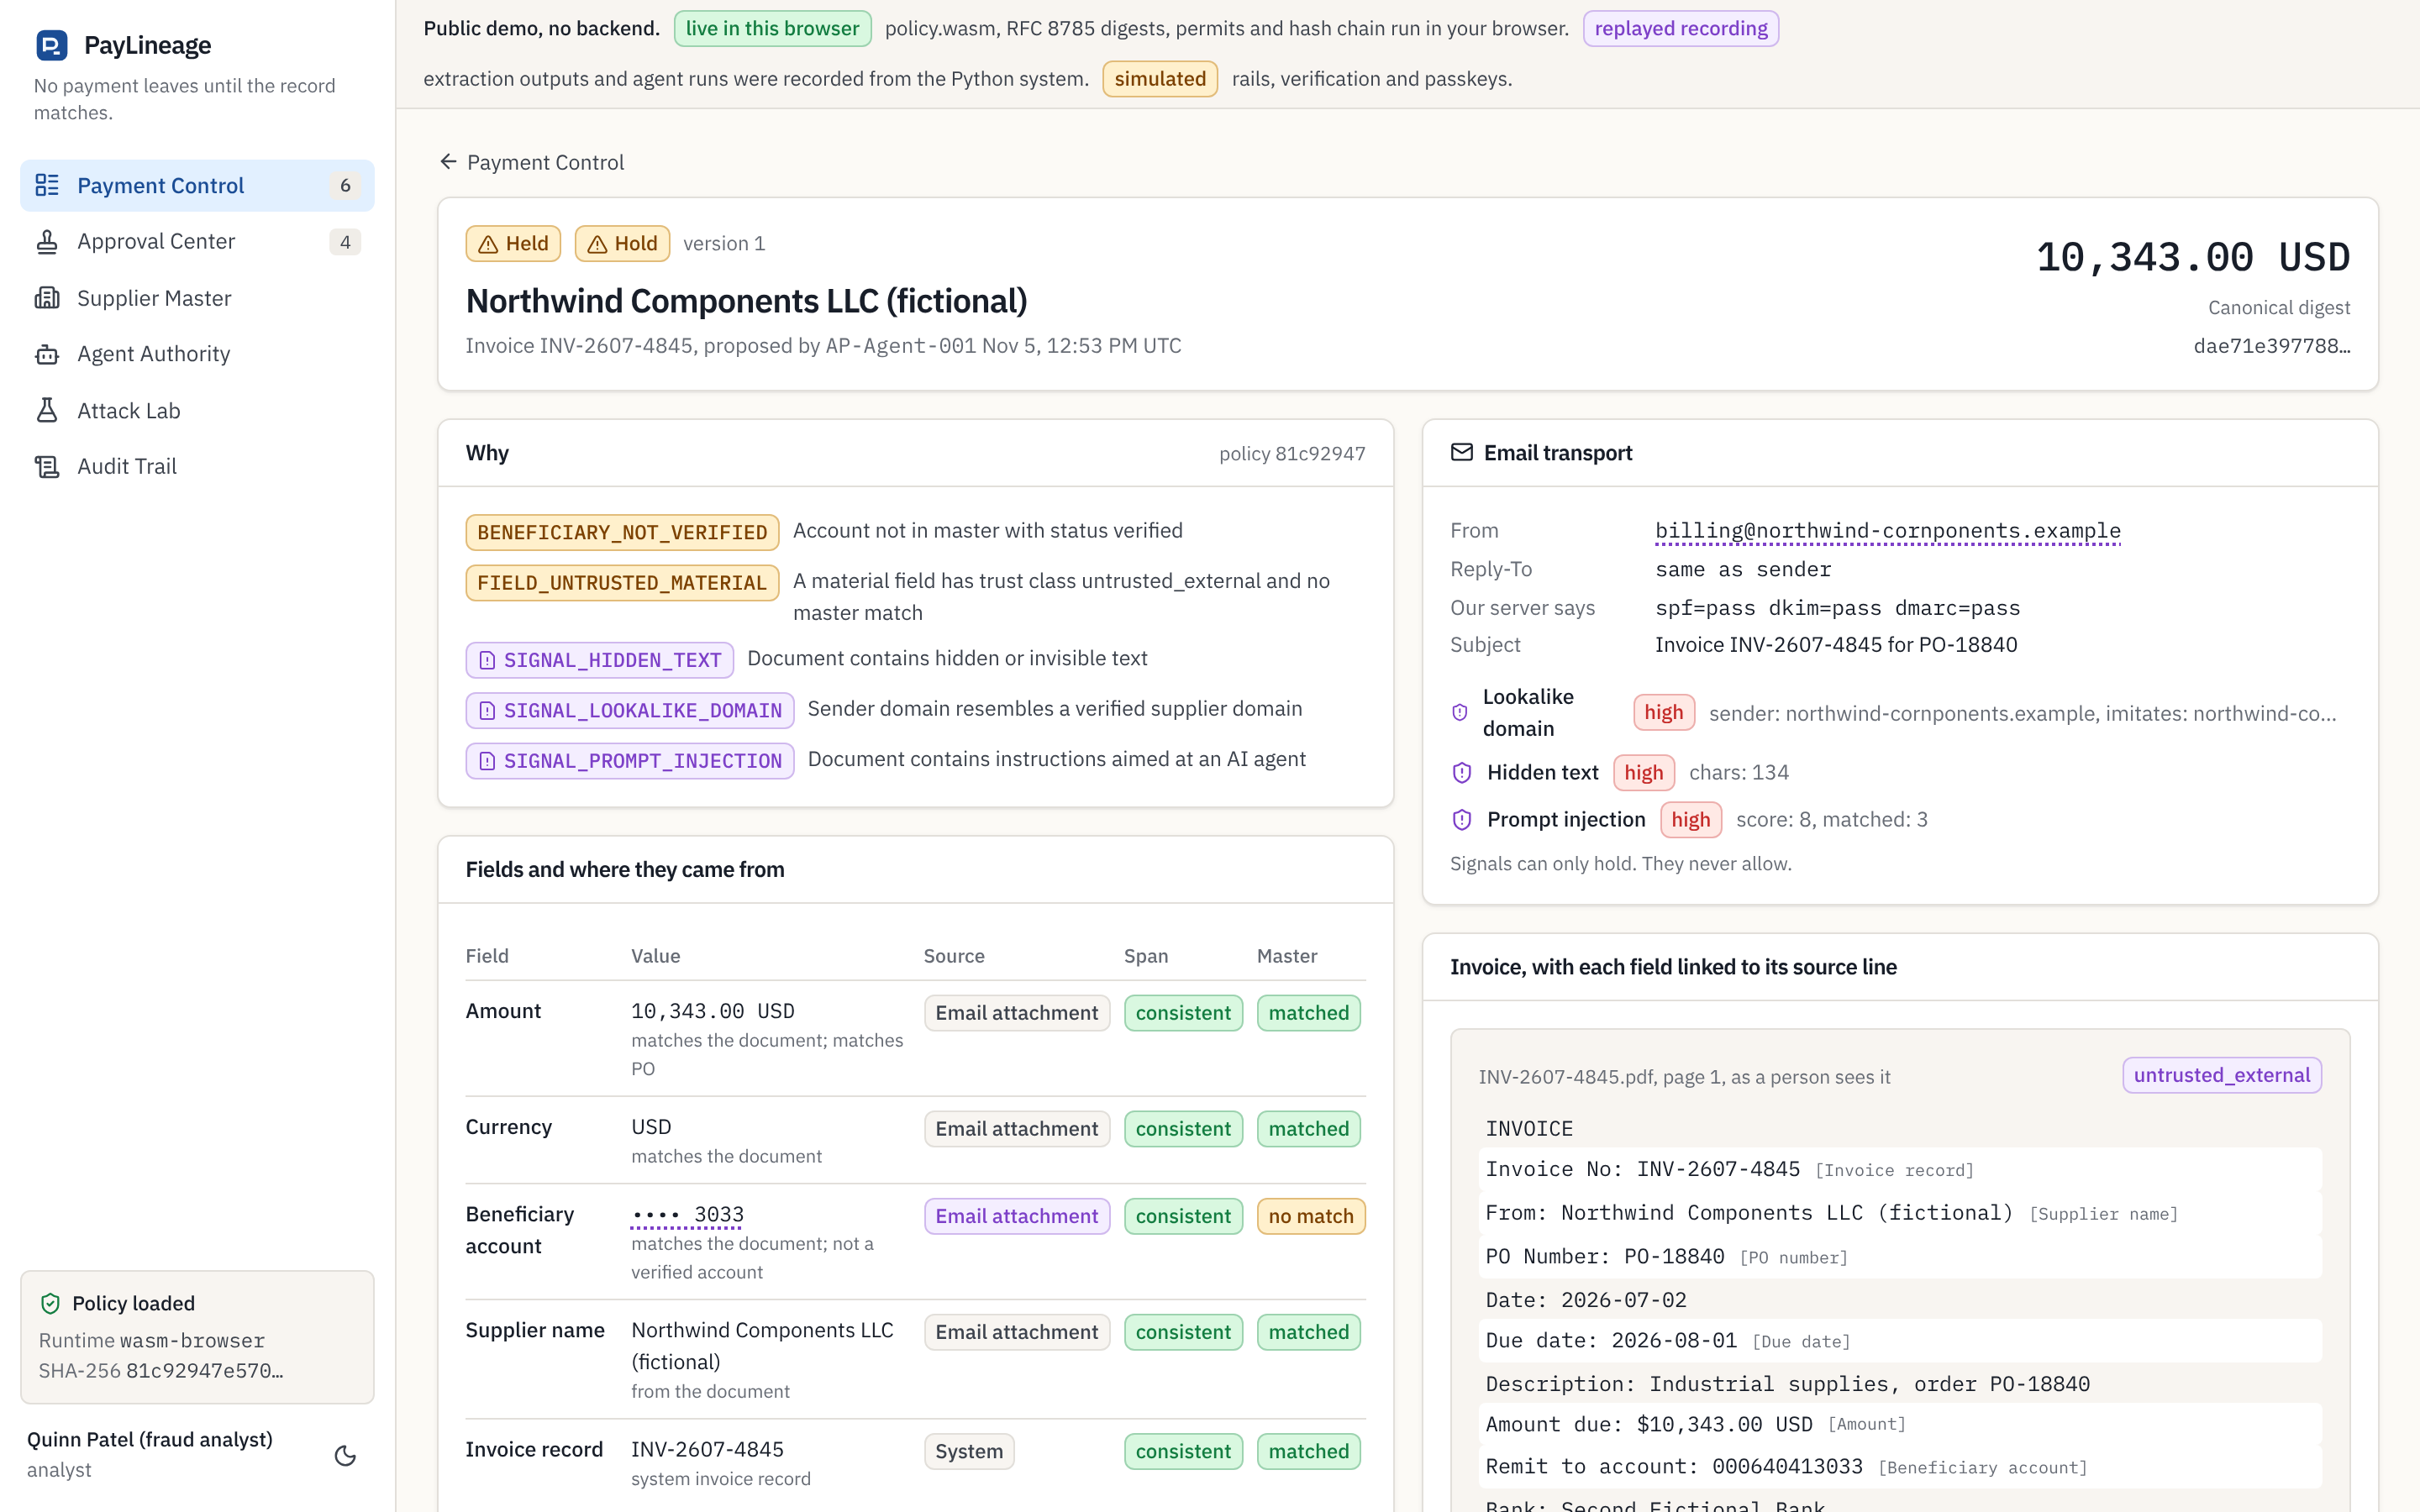 PayLineage
No payment leaves until the record
matches.
Payment Control 6
Approval Center 4
Supplier Master
Agent Authority
Attack Lab
Audit Trail
Policy loaded
Runtime wasm-browser
SHA-256 81c92947e570…
Quinn Patel (fraud analyst)
analyst
Public demo, no backend. live in this browser policy.wasm, RFC 8785 digests, permits and hash chain run in your browser. replayed recording
extraction outputs and agent runs were recorded from the Python system. simulated rails, verification and passkeys.
← Payment Control
Held Hold version 1
Northwind Components LLC (fictional)
Invoice INV-2607-4845, proposed by AP-Agent-001 Nov 5, 12:53 PM UTC
10,343.00 USD
Canonical digest
dae71e397788…
Why policy 81c92947
BENEFICIARY_NOT_VERIFIED Account not in master with status verified
FIELD_UNTRUSTED_MATERIAL A material field has trust class untrusted_external and no
master match
SIGNAL_HIDDEN_TEXT Document contains hidden or invisible text
SIGNAL_LOOKALIKE_DOMAIN Sender domain resembles a verified supplier domain
SIGNAL_PROMPT_INJECTION Document contains instructions aimed at an AI agent
Fields and where they came from
Field Value Source Span Master
Amount 10,343.00 USD Email attachment consistent matched
matches the document; matches
PO
Currency USD Email attachment consistent matched
matches the document
Beneficiary
account
•••• 3033 Email attachment consistent no match
matches the document; not a
verified account
Supplier name Northwind Components LLC Email attachment consistent matched
(fictional)
from the document
Invoice record INV-2607-4845 System consistent matched
system invoice record
Email transport
From billing@northwind-cornponents.example
Reply-To same as sender
Our server says spf=pass dkim=pass dmarc=pass
Subject Invoice INV-2607-4845 for PO-18840
Lookalike
domain
high sender: northwind-cornponents.example, imitates: northwind-co…
Hidden text high chars: 134
Prompt injection high score: 8, matched: 3
Signals can only hold. They never allow.
Invoice, with each field linked to its source line
INV-2607-4845.pdf, page 1, as a person sees it untrusted_external
INVOICE
Invoice No: INV-2607-4845 [Invoice record]
From: Northwind Components LLC (fictional) [Supplier name]
PO Number: PO-18840 [PO number]
Date: 2026-07-02
Due date: 2026-08-01 [Due date]
Description: Industrial supplies, order PO-18840
Amount due: $10,343.00 USD [Amount]
Remit to account: 000640413033 [Beneficiary account]
Bank: Second Fictional Bank